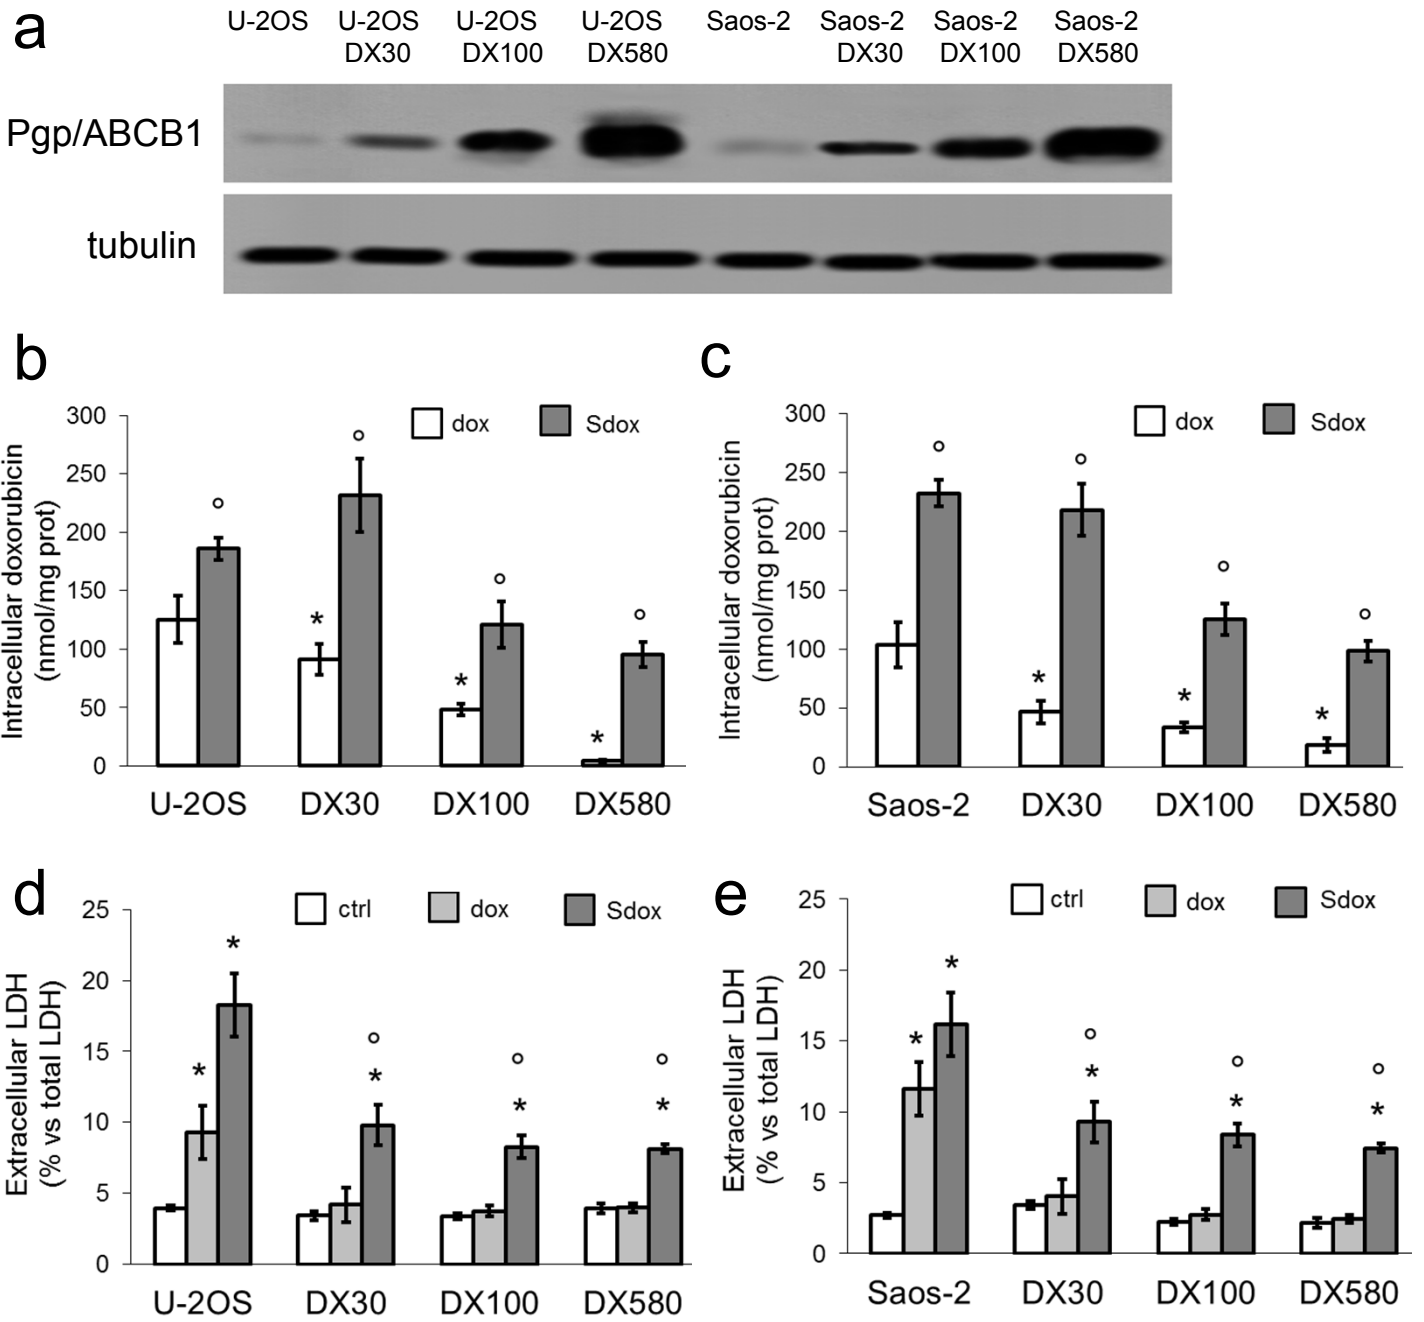 a
U-2OS U-2OS U-2OS U-2OS Saos-2 Saos-2 Saos-2 Saos-2
DX30 DX100 DX580 DX30 DX100 DX580
Pgp/ABCB1
tubulin
b
Intracellular doxorubicin
(nmol/mg prot)
300
250
200
150
100
50
0
dox Sdox
° ° ° °
* * *
U-2OS DX30 DX100 DX580
c
Intracellular doxorubicin
(nmol/mg prot)
300
250
200
150
100
50
0
dox Sdox
° ° ° °
* * *
Saos-2 DX30 DX100 DX580
d
Extracellular LDH
(% vs total LDH)
25
20
15
10
5
0
ctrl dox Sdox
*
° ° °
* * * *
U-2OS DX30 DX100 DX580
e
Extracellular LDH
(% vs total LDH)
25
20
15
10
5
0
ctrl dox Sdox
*
° ° °
* * * *
Saos-2 DX30 DX100 DX580